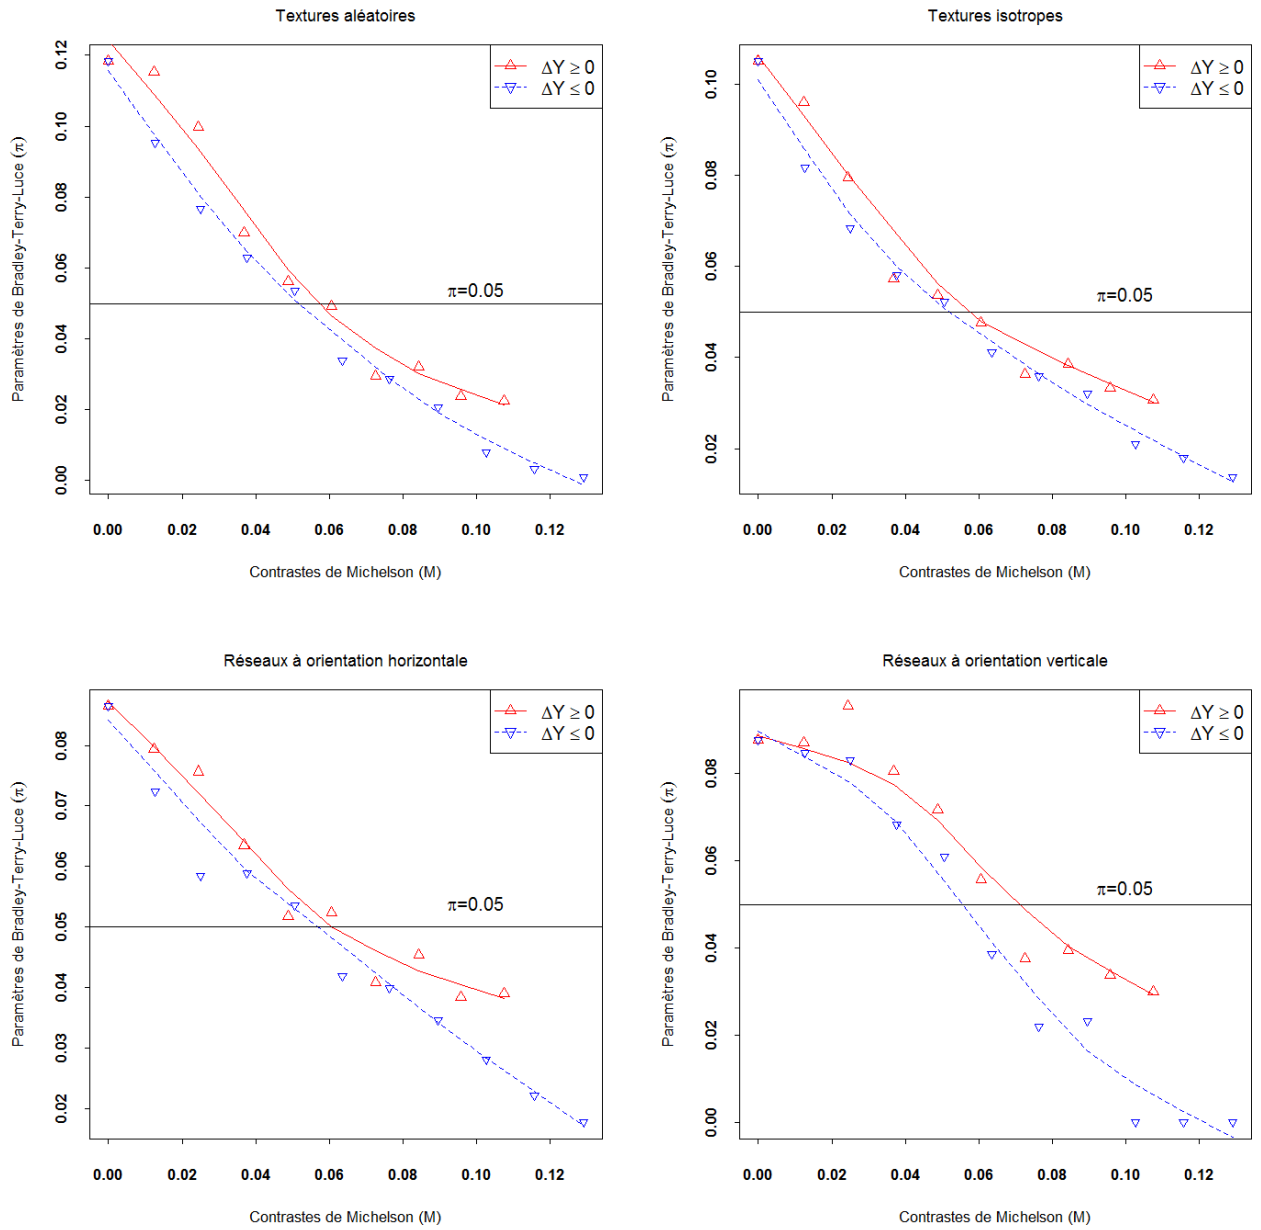 Textures aléatoires
ΔY ≥ 0
ΔY ≤ 0
π=0.05
Paramètres de Bradley-Terry-Luce (π)
0.12
0.10
0.08
0.06
0.04
0.02
0.00
0.00 0.02 0.04 0.06 0.08 0.10 0.12
Contrastes de Michelson (M)
Textures isotropes
ΔY ≥ 0
ΔY ≤ 0
π=0.05
Paramètres de Bradley-Terry-Luce (π)
0.10
0.08
0.06
0.04
0.02
0.00 0.02 0.04 0.06 0.08 0.10 0.12
Contrastes de Michelson (M)
Réseaux à orientation horizontale
ΔY ≥ 0
ΔY ≤ 0
π=0.05
Paramètres de Bradley-Terry-Luce (π)
0.08
0.07
0.06
0.05
0.04
0.03
0.02
0.00 0.02 0.04 0.06 0.08 0.10 0.12
Contrastes de Michelson (M)
Réseaux à orientation verticale
ΔY ≥ 0
ΔY ≤ 0
π=0.05
Paramètres de Bradley-Terry-Luce (π)
0.08
0.06
0.04
0.02
0.00
0.00 0.02 0.04 0.06 0.08 0.10 0.12
Contrastes de Michelson (M)